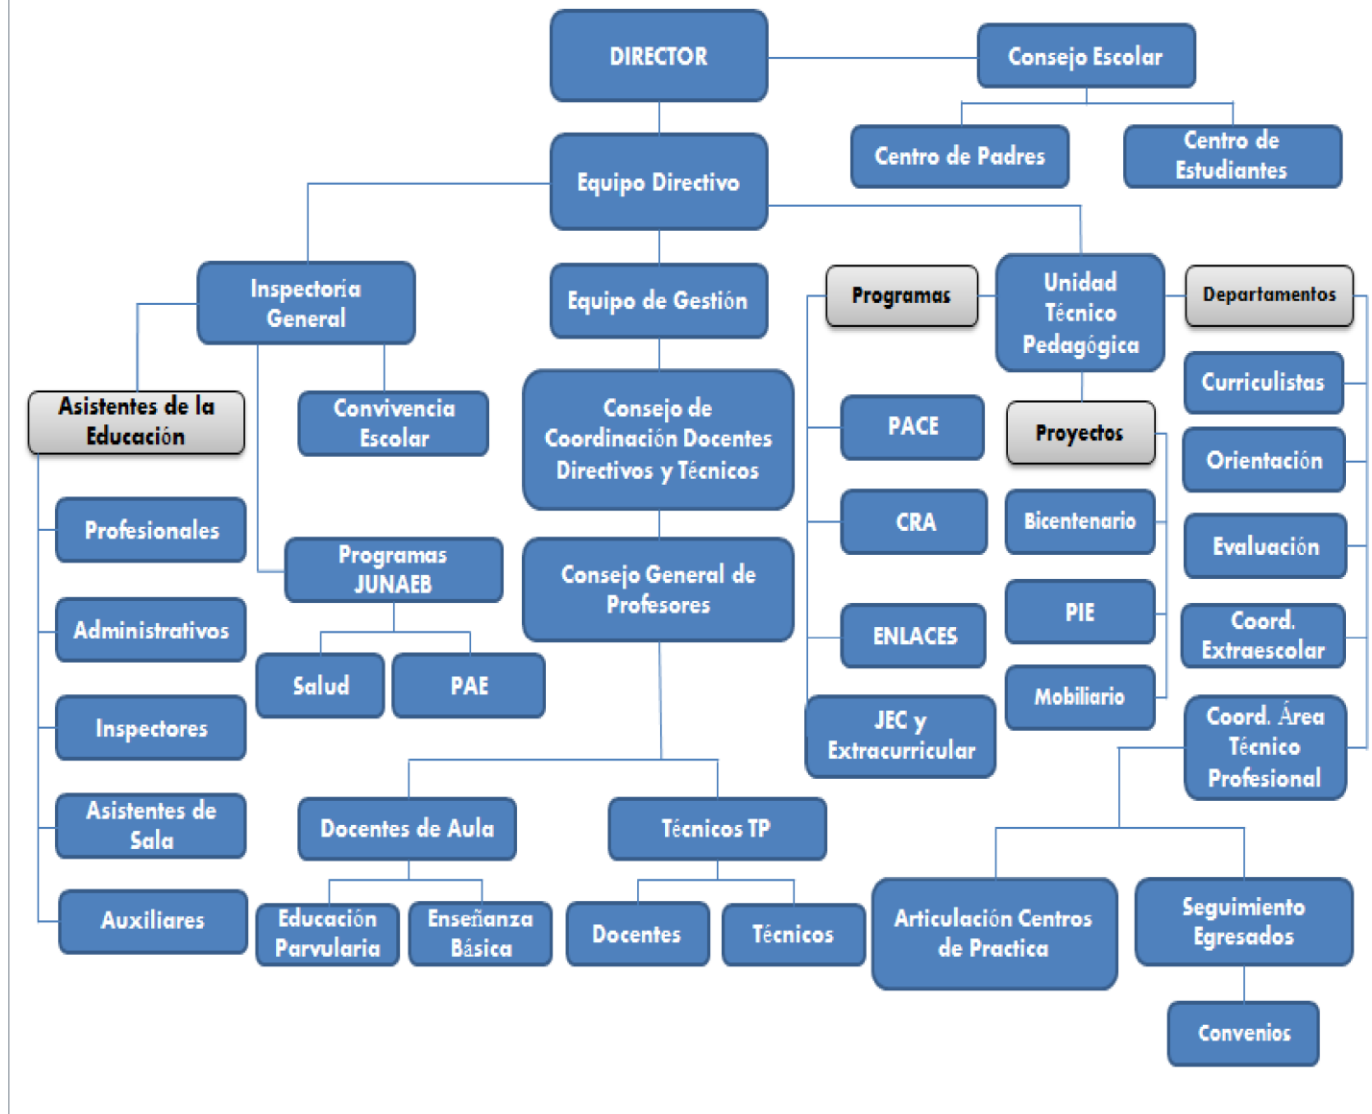 DIRECTOR
Consejo Escolar
Centro de Padres
Centro de
Estudiantes
Equipo Directivo
Inspectoría
General
Equipo de Gestión
Programas
Unidad
Técnico
Pedagógica
Departamentos
Asistentes de la
Educación
Convivencia
Escolar
Consejo de
Coordinación Docentes
Directivos y Técnicos
PACE
Proyectos
Curriculistas
Orientación
Profesionales
Programas
JUNAEB
Consejo General de
Profesores
CRA
Bicentenario
Evaluación
Administrativos
Salud
PAE
ENLACES
PIE
Coord.
Extraescolar
Inspectores
JEC y
Extracurricular
Mobiliario
Coord. Área
Técnico
Profesional
Asistentes de
Sala
Docentes de Aula
Técnicos TP
Auxiliares
Educación
Parvularia
Enseñanza
Básica
Docentes
Técnicos
Articulación Centros
de Practica
Seguimiento
Egresados
Convenios